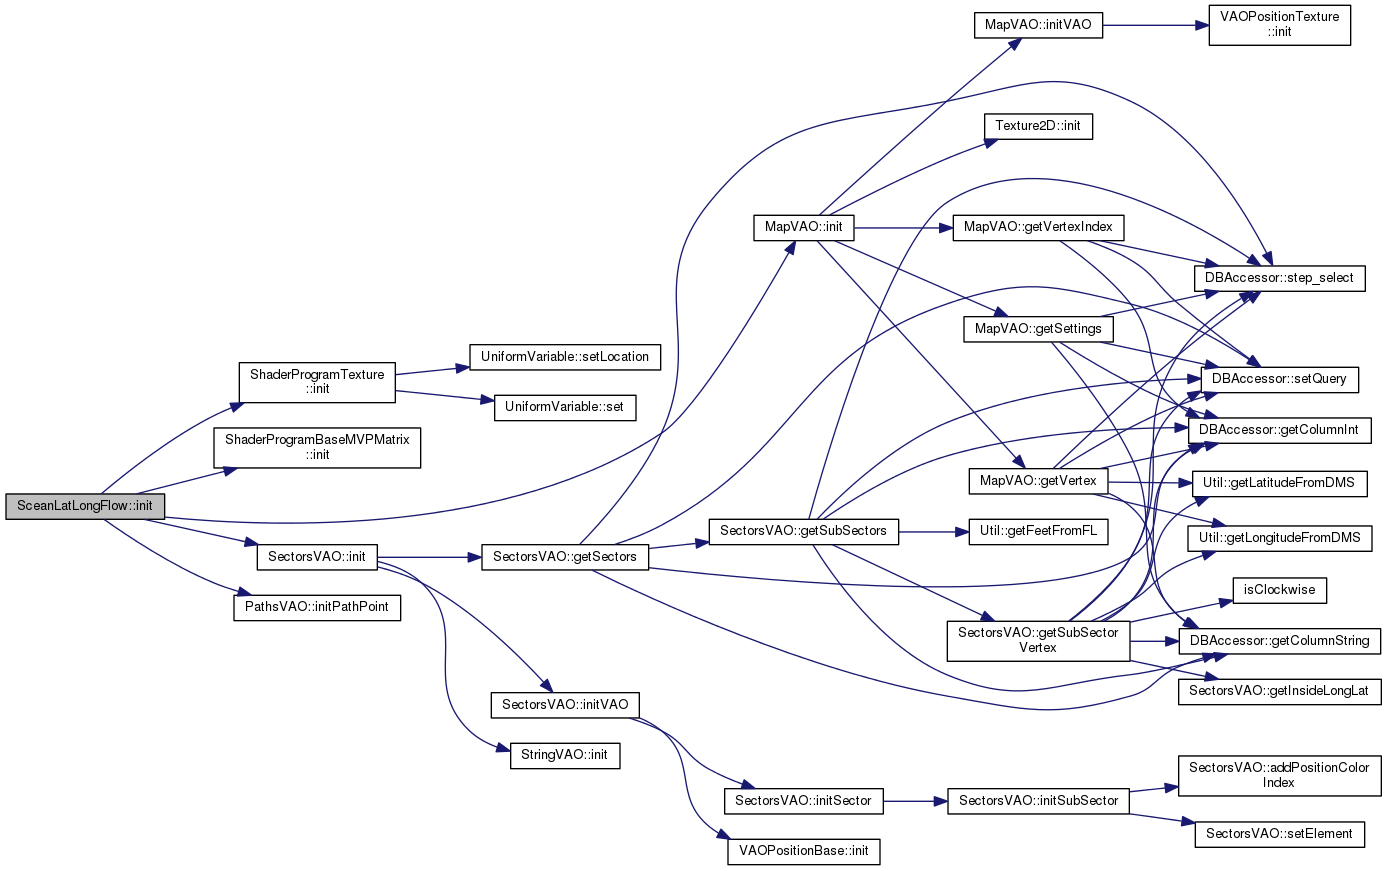 MapVAO::initVAO
VAOPositionTexture
::init
Texture2D::init
MapVAO::init
MapVAO::getVertexIndex
DBAccessor::step_select
MapVAO::getSettings
UniformVariable::setLocation
ShaderProgramTexture
::init
DBAccessor::setQuery
UniformVariable::set
DBAccessor::getColumnInt
ShaderProgramBaseMVPMatrix
::init
MapVAO::getVertex
Util::getLatitudeFromDMS
SceanLatLongFlow::init
SectorsVAO::getSubSectors
Util::getFeetFromFL
Util::getLongitudeFromDMS
SectorsVAO::init
SectorsVAO::getSectors
isClockwise
PathsVAO::initPathPoint
SectorsVAO::getSubSector
Vertex
DBAccessor::getColumnString
SectorsVAO::getInsideLongLat
SectorsVAO::initVAO
StringVAO::init
SectorsVAO::addPositionColor
Index
SectorsVAO::initSector
SectorsVAO::initSubSector
SectorsVAO::setElement
VAOPositionBase::init